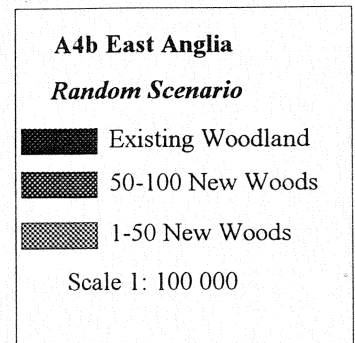 A4b East Anglia
Random Scenario
Existing Woodland
50-100 New Woods
1-50 New Woods
Scale 1: 100 000